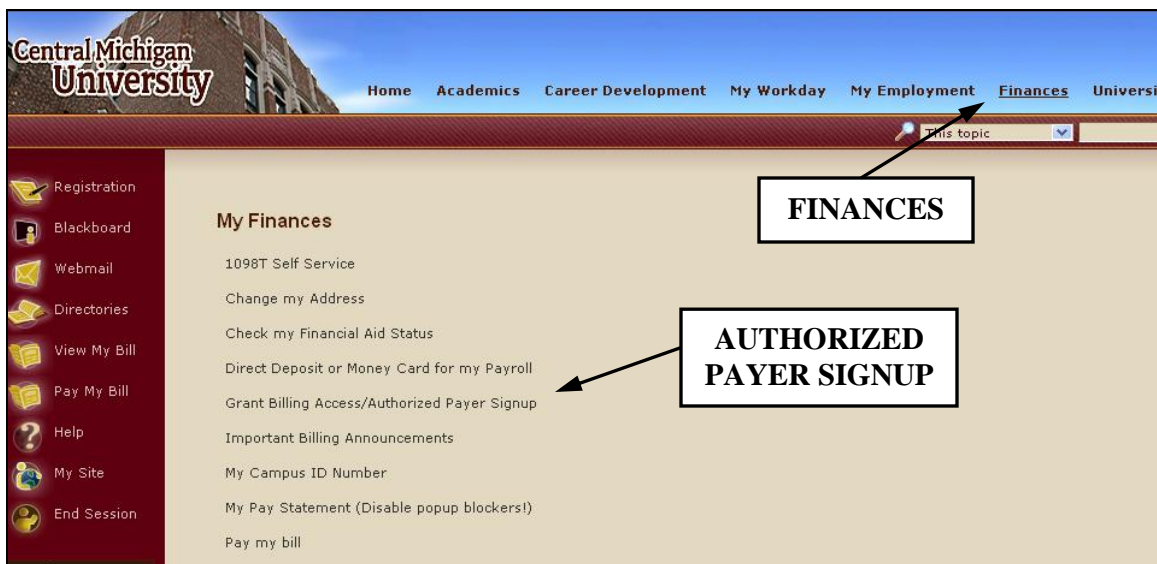 Central Michigan
University
Home Academics Career Development My Workday My Employment Finances Universi
This topic
Registration
Blackboard
Webmail
Directories
View My Bill
Pay My Bill
Help
My Site
End Session
FINANCES
My Finances
1098T Self Service
Change my Address
Check my Financial Aid Status
Direct Deposit or Money Card for my Payroll
Grant Billing Access/Authorized Payer Signup
Important Billing Announcements
My Campus ID Number
My Pay Statement (Disable popup blockers!)
Pay my bill
AUTHORIZED
PAYER SIGNUP